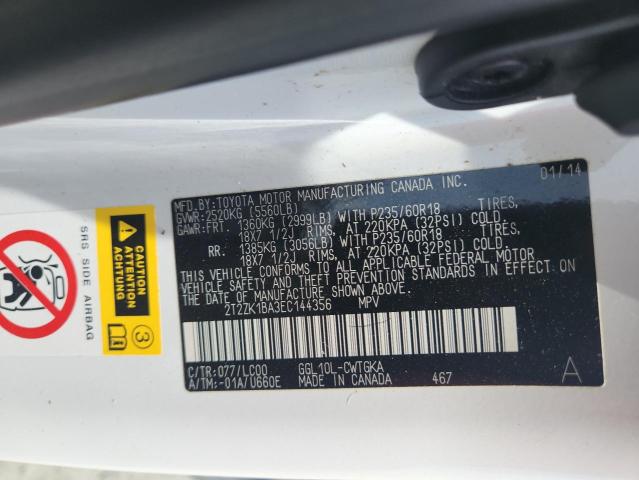 MFD.BY:TOYOTA MOTOR MANUFACTURING CANADA INC. 01/14
GVWR:2520KG (5560LB)
GAWR:FRT 1360KG (2999LB) WITH P235/60R18 TIRES,
18X7 1/2J RIMS, AT 220KPA (32PSI) COLD.
RR. 1385KG (3056LB) WITH P235/60R18 TIRES,
18X7 1/2J RIMS, AT 220KPA (32PSI) COLD.
THIS VEHICLE CONFORMS TO ALL APPLICABLE FEDERAL MOTOR
VEHICLE SAFETY AND THEFT PREVENTION STANDARDS IN EFFECT ON
THE DATE OF MANUFACTURE SHOWN ABOVE.
2T2ZK1BA3EC144356 MPV
C/TR:077/LC00 GGL10L-CWTGKA
A/TM:-01A/U660E MADE IN CANADA 467 A
CAUTION
ATTENTION
ACHTUNG
3
SRS SIDE AIRBAG